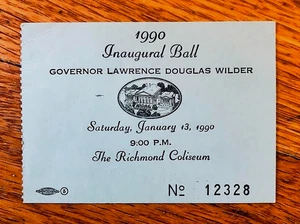 1990
Inaugural Ball
GOVERNOR LAWRENCE DOUGLAS WILDER
Saturday, January 13, 1990
9:00 P.M.
The Richmond Coliseum
№ 12328